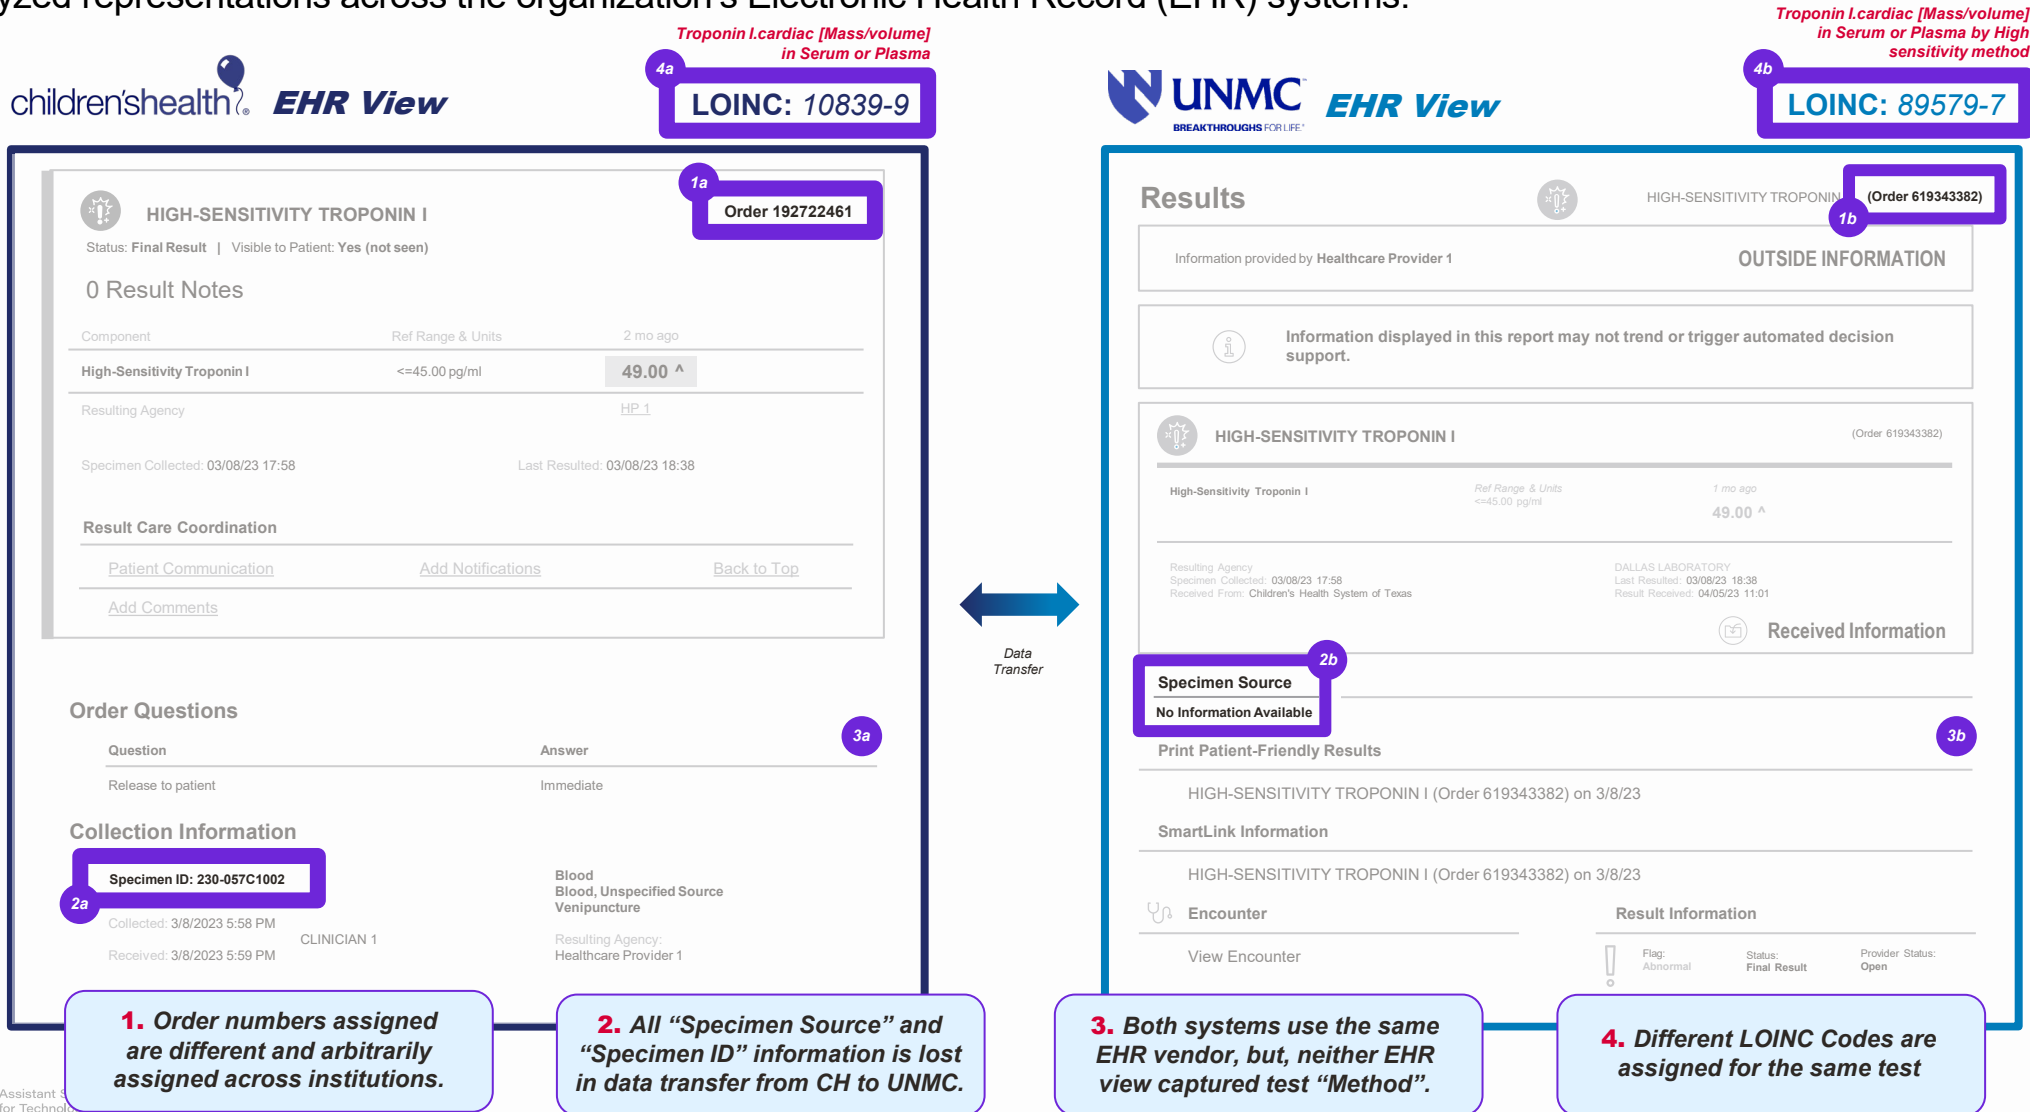 yzed representations across the organization's Electronic Health Record (EHR) systems.
Troponin I.cardiac [Mass/volume]
in Serum or Plasma
4a
children'shealth EHR View
LOINC: 10839-9
1a
HIGH-SENSITIVITY TROPONIN I
Order 192722461
Status: Final Result | Visible to Patient: Yes (not seen)
0 Result Notes
Component Ref Range & Units 2 mo ago
High-Sensitivity Troponin I <=45.00 pg/ml 49.00 ^
Resulting Agency HP 1
Specimen Collected: 03/08/23 17:58 Last Resulted: 03/08/23 18:38
Result Care Coordination
Patient Communication Add Notifications Back to Top
Add Comments
Order Questions
3a
Question Answer
Release to patient Immediate
Collection Information
Specimen ID: 230-057C1002
2a
Collected: 3/8/2023 5:58 PM
CLINICIAN 1
Received: 3/8/2023 5:59 PM
Blood
Blood, Unspecified Source
Venipuncture
Resulting Agency:
Healthcare Provider 1
Data
Transfer
Troponin I.cardiac [Mass/volume]
in Serum or Plasma by High
sensitivity method
4b
UNMC EHR View
BREAKTHROUGHS FOR LIFE.
LOINC: 89579-7
Results
HIGH-SENSITIVITY TROPONIN (Order 619343382)
1b
Information provided by Healthcare Provider 1 OUTSIDE INFORMATION
Information displayed in this report may not trend or trigger automated decision
support.
HIGH-SENSITIVITY TROPONIN I (Order 619343382)
High-Sensitivity Troponin I Ref Range & Units 1 mo ago
<=45.00 pg/ml
49.00 ^
Resulting Agency DALLAS LABORATORY
Specimen Collected: 03/08/23 17:58 Last Resulted: 03/08/23 18:38
Received From: Children's Health System of Texas Result Received: 04/05/23 11:01
Received Information
2b
Specimen Source
No Information Available
3b
Print Patient-Friendly Results
HIGH-SENSITIVITY TROPONIN I (Order 619343382) on 3/8/23
SmartLink Information
HIGH-SENSITIVITY TROPONIN I (Order 619343382) on 3/8/23
Encounter Result Information
View Encounter
Flag: Status: Provider Status:
Abnormal Final Result Open
1. Order numbers assigned
are different and arbitrarily
assigned across institutions.
2. All “Specimen Source” and
“Specimen ID” information is lost
in data transfer from CH to UNMC.
3. Both systems use the same
EHR vendor, but, neither EHR
view captured test “Method”.
4. Different LOINC Codes are
assigned for the same test
Assistant S
for Technol